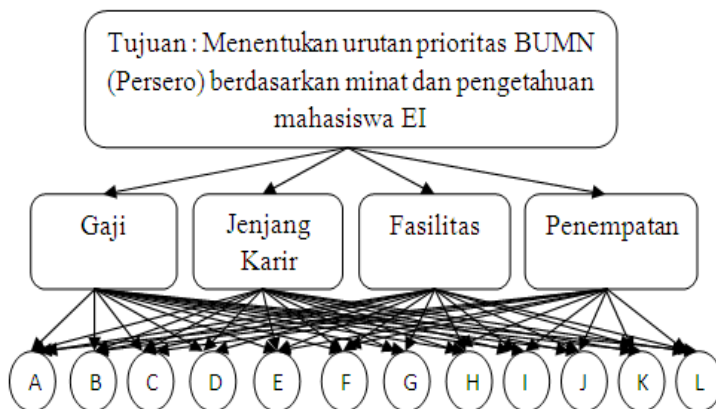 Tujuan : Menentukan urutan prioritas BUMN
(Persero) berdasarkan minat dan pengetahuan
mahasiswa EI
Gaji
Jenjang
Karir
Fasilitas
Penempatan
A B C D E F G H I J K L